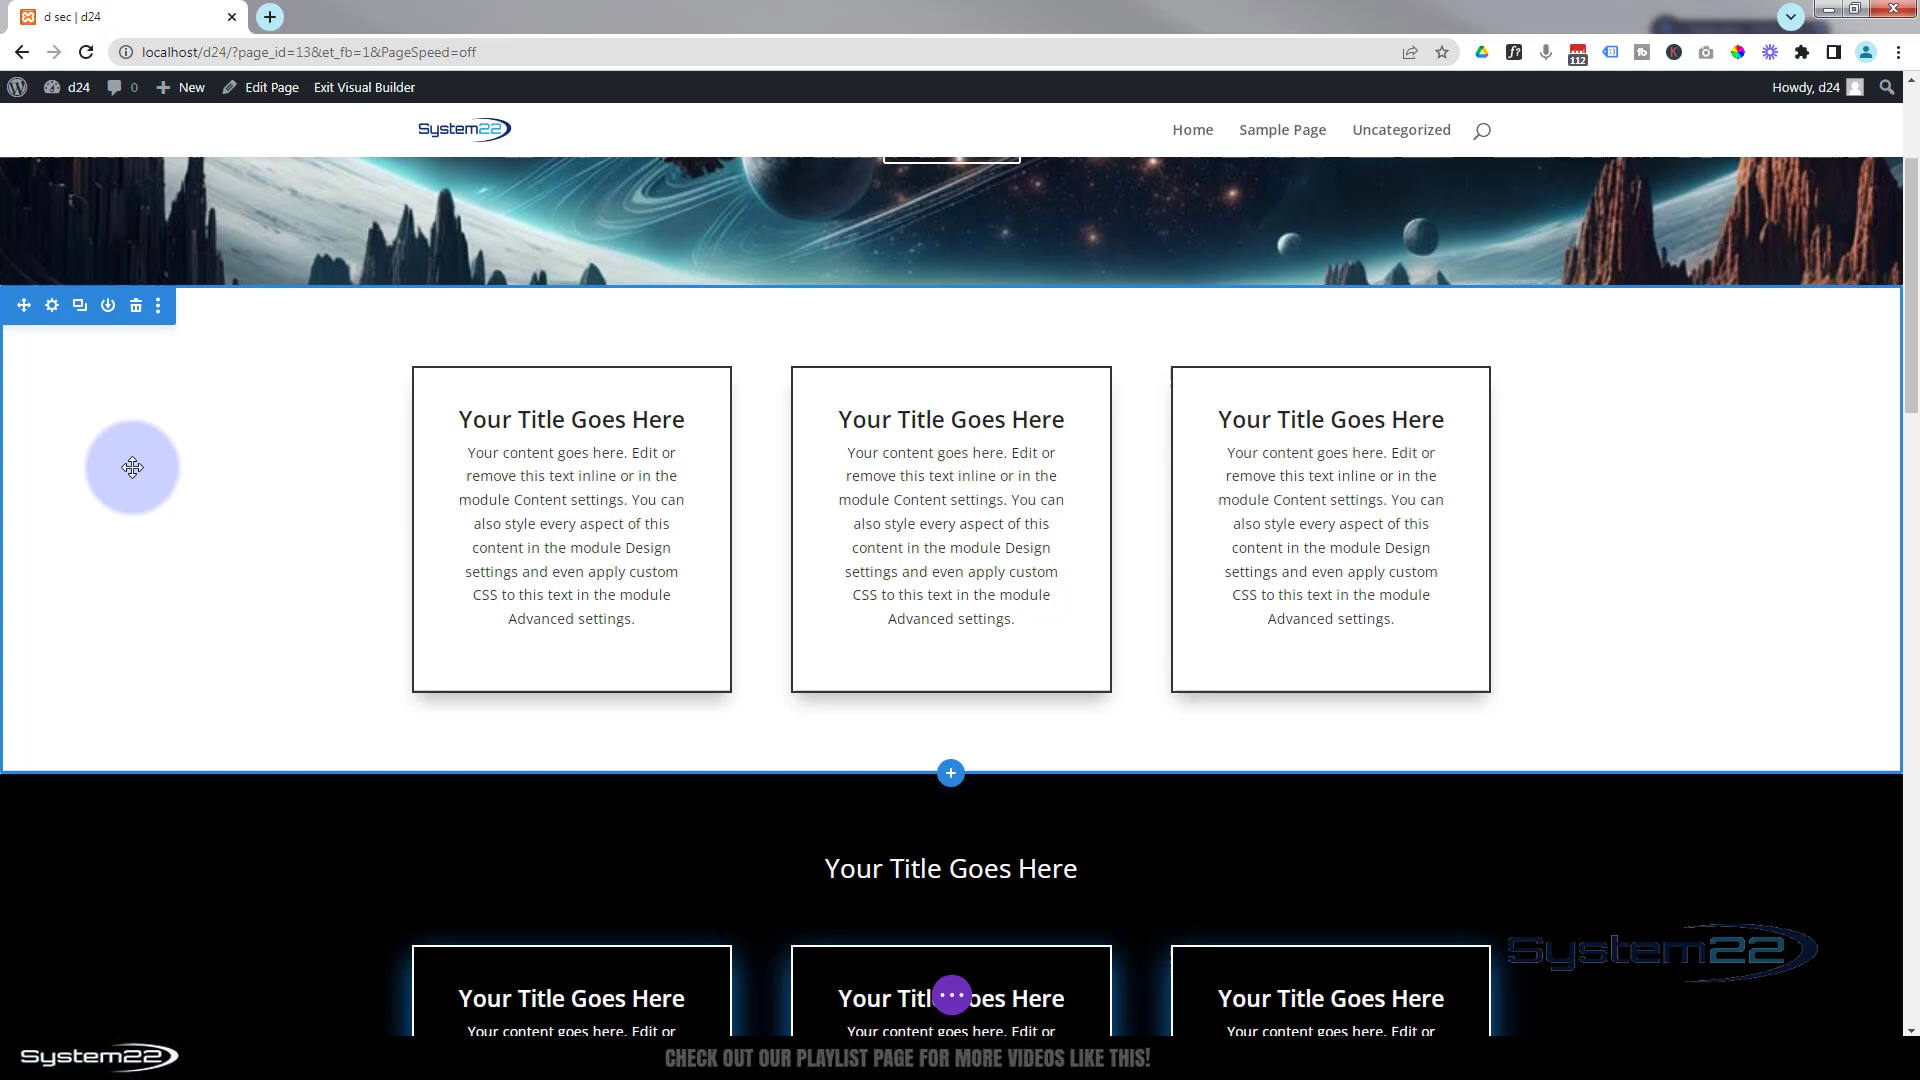 d sec | d24
localhost/d24/?page_id=13&et_fb=1&PageSpeed=off
112
d24
0
New
Edit Page
Exit Visual Builder
Howdy, d24
System22
Home
Sample Page
Uncategorized
Your Title Goes Here
Your content goes here. Edit or
remove this text inline or in the
module Content settings. You can
also style every aspect of this
content in the module Design
settings and even apply custom
CSS to this text in the module
Advanced settings.
Your Title Goes Here
Your content goes here. Edit or
remove this text inline or in the
module Content settings. You can
also style every aspect of this
content in the module Design
settings and even apply custom
CSS to this text in the module
Advanced settings.
Your Title Goes Here
Your content goes here. Edit or
remove this text inline or in the
module Content settings. You can
also style every aspect of this
content in the module Design
settings and even apply custom
CSS to this text in the module
Advanced settings.
Your Title Goes Here
System22
Your Title Goes Here
Your content goes here. Edit or
Your Titl oes Here
Your content goes here. Edit or
Your Title Goes Here
Your content goes here. Edit or
System22
CHECK OUT OUR PLAYLIST PAGE FOR MORE VIDEOS LIKE THIS!